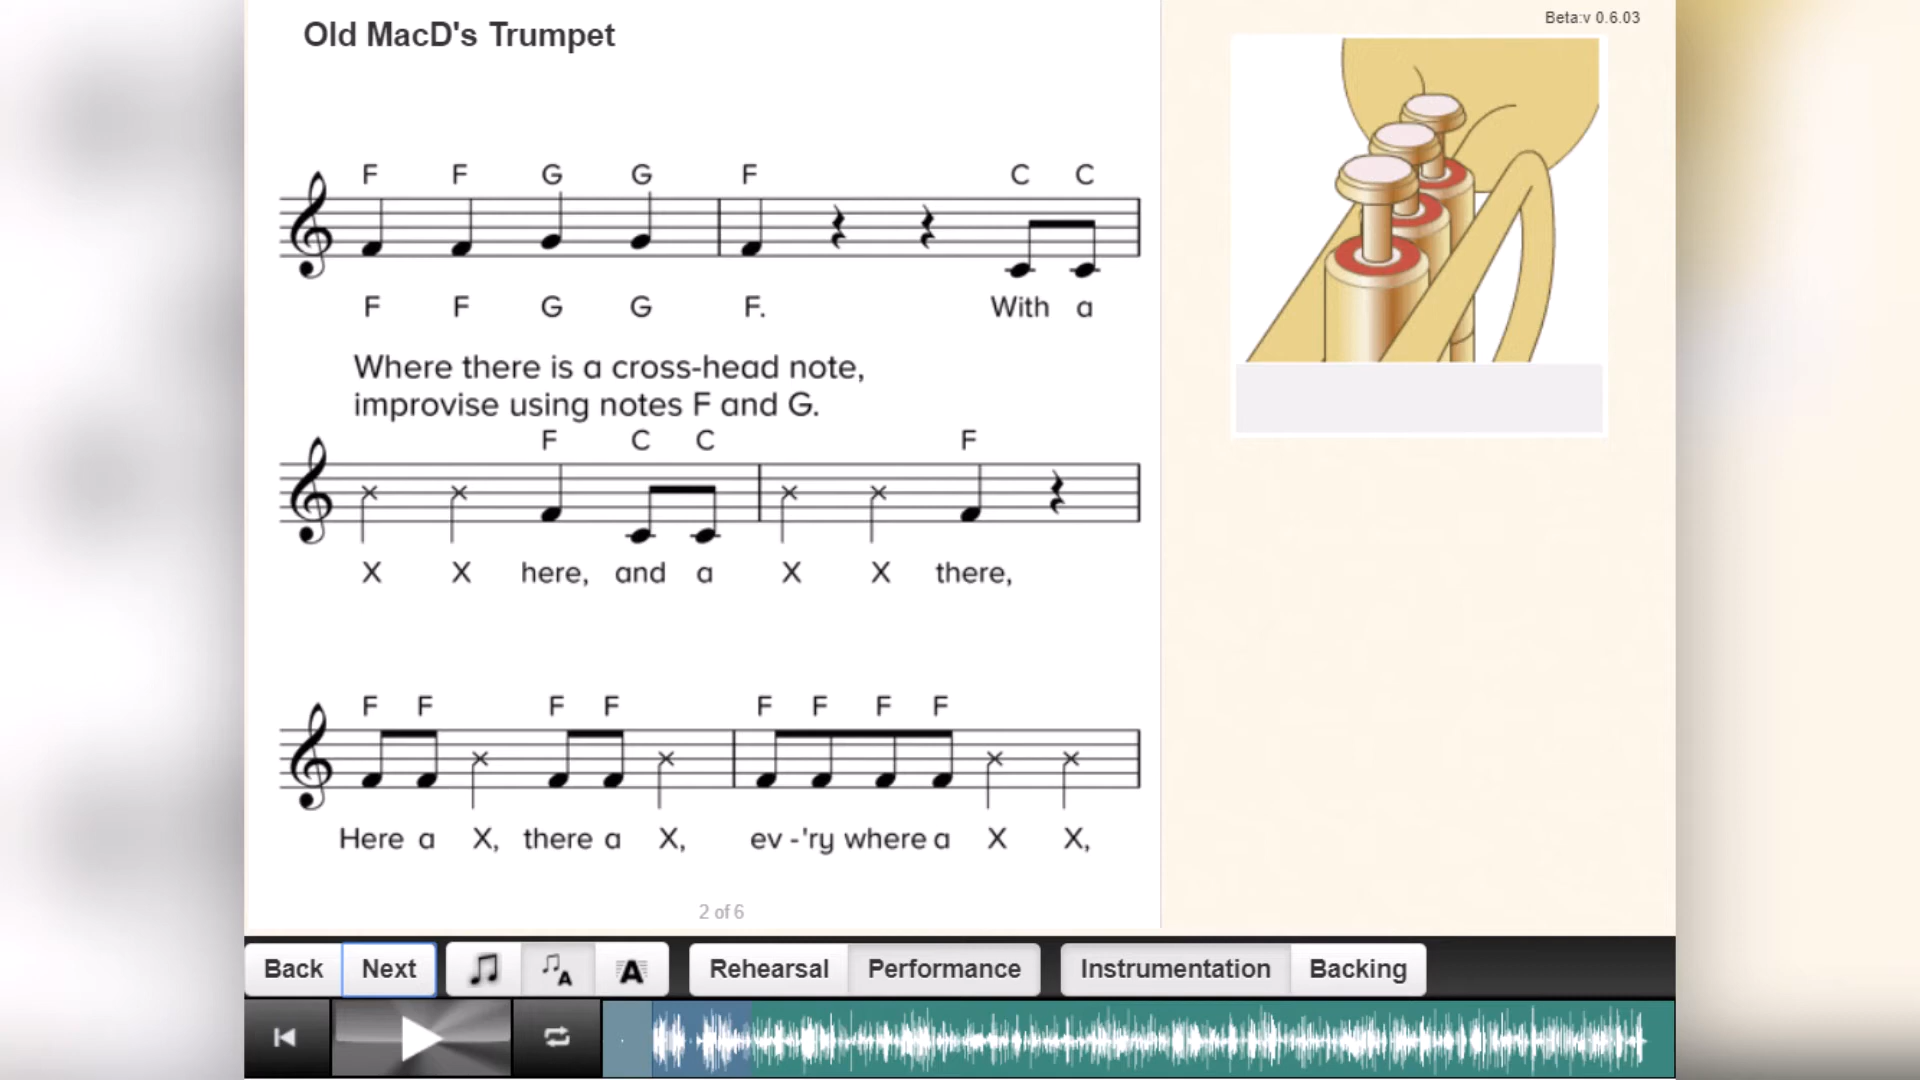 Old MacD's Trumpet
Beta:v 0.6.03
F F G G F C C
F F G G F. With a
Where there is a cross-head note,
improvise using notes F and G.
F C C F
X X here, and a X X there,
F F F F F F F F
Here a X, there a X, ev -'ry where a X X,
2 of 6
Back Next A A Rehearsal Performance Instrumentation Backing